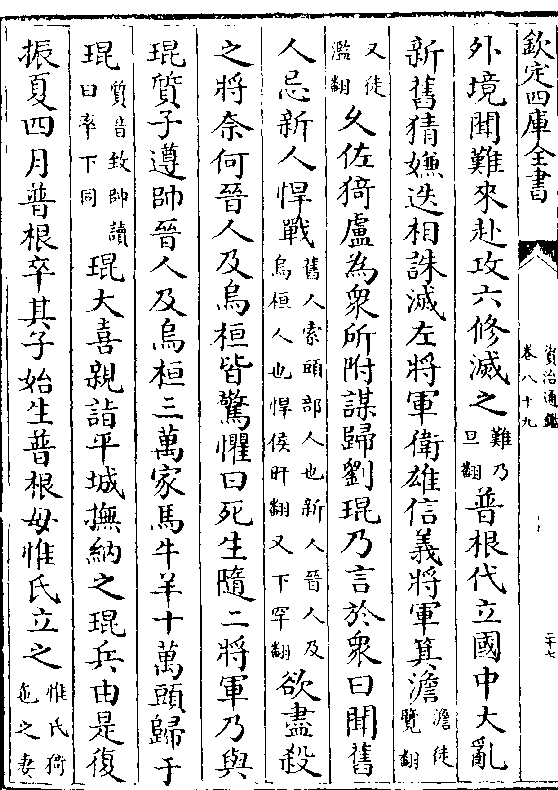 欽定四庫全書
資治通鑑
卷八十九
二十七
外境聞難來赴攻六修滅之難乃旦翻普根代立國中大亂
新舊猜嫌迭相誅滅左將軍衛雄信義將軍箕澹澹徒覽翻
又徒濫翻久佐猗盧為衆所附謀歸劉琨乃言於衆曰聞舊
人忌新人悍戰舊人索頭部人也新人晉人及烏桓人也悍侯旰翻又下罕翻欲盡殺
之將奈何晉人及烏桓皆驚懼曰死生隨二將軍乃與
琨質子遵帥晉人及烏桓三萬家馬牛羊十萬頭歸于
琨質音致帥讀曰率下同琨大喜親詣平城撫納之琨兵由是復
振夏四月普根卒其子始生普根母惟氏立之惟氏猗㐌之妻